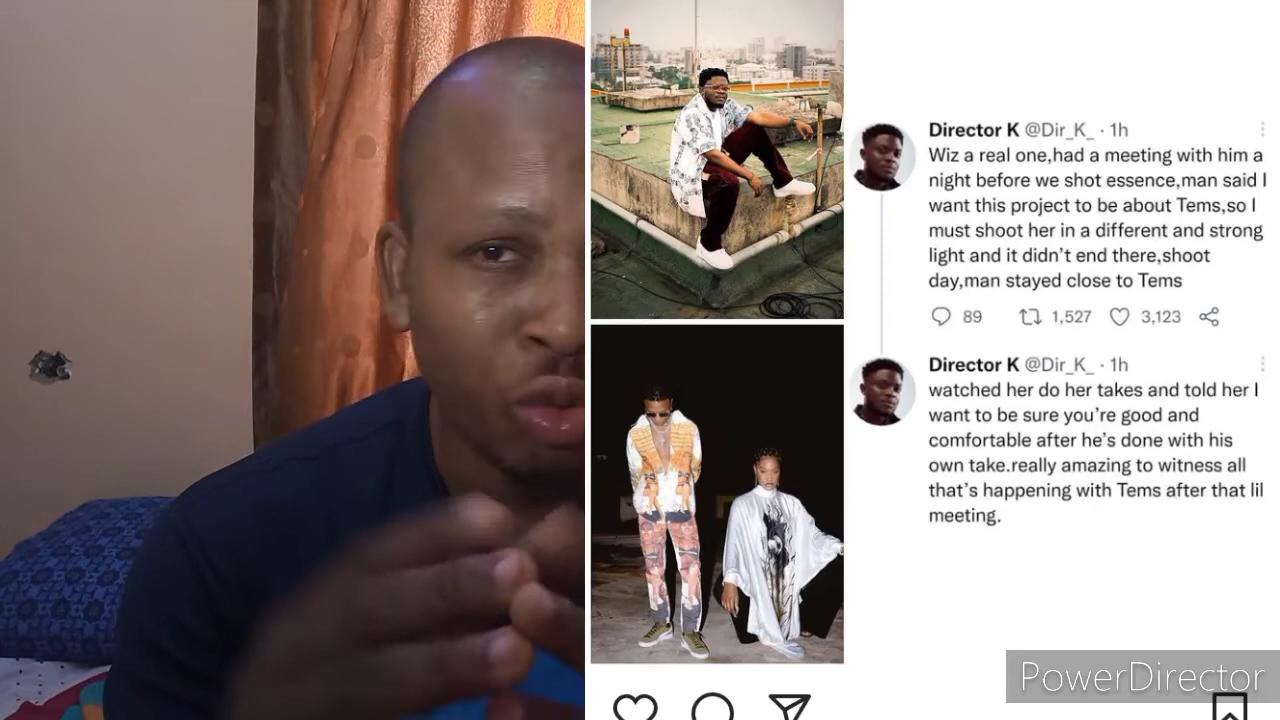 Director K @Dir_K_ · 1h
Wiz a real one,had a meeting with him a
night before we shot essence,man said I
want this project to be about Tems,so I
must shoot her in a different and strong
light and it didn’t end there,shoot
day,man stayed close to Tems
89 1,527 3,123
Director K @Dir_K_ · 1h
watched her do her takes and told her I
want to be sure you’re good and
comfortable after he’s done with his
own take.really amazing to witness all
that’s happening with Tems after that lil
meeting.
PowerDirector